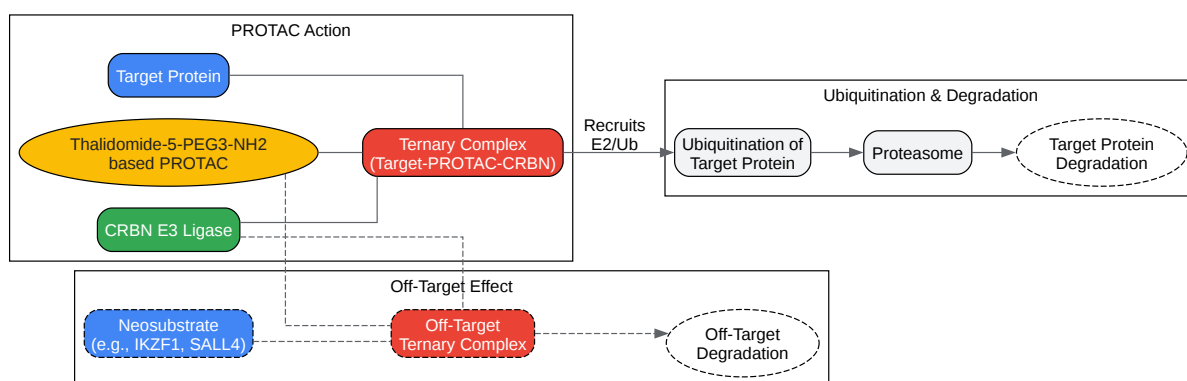 PROTAC Action
Target Protein
Thalidomide-5-PEG3-NH2
based PROTAC
CRBN E3 Ligase
Ternary Complex
(Target-PROTAC-CRBN)
Recruits
E2/Ub
Ubiquitination & Degradation
Ubiquitination of
Target Protein
Proteasome
Target Protein
Degradation
Off-Target Effect
Neosubstrate
(e.g., IKZF1, SALL4)
Off-Target
Ternary Complex
Off-Target
Degradation